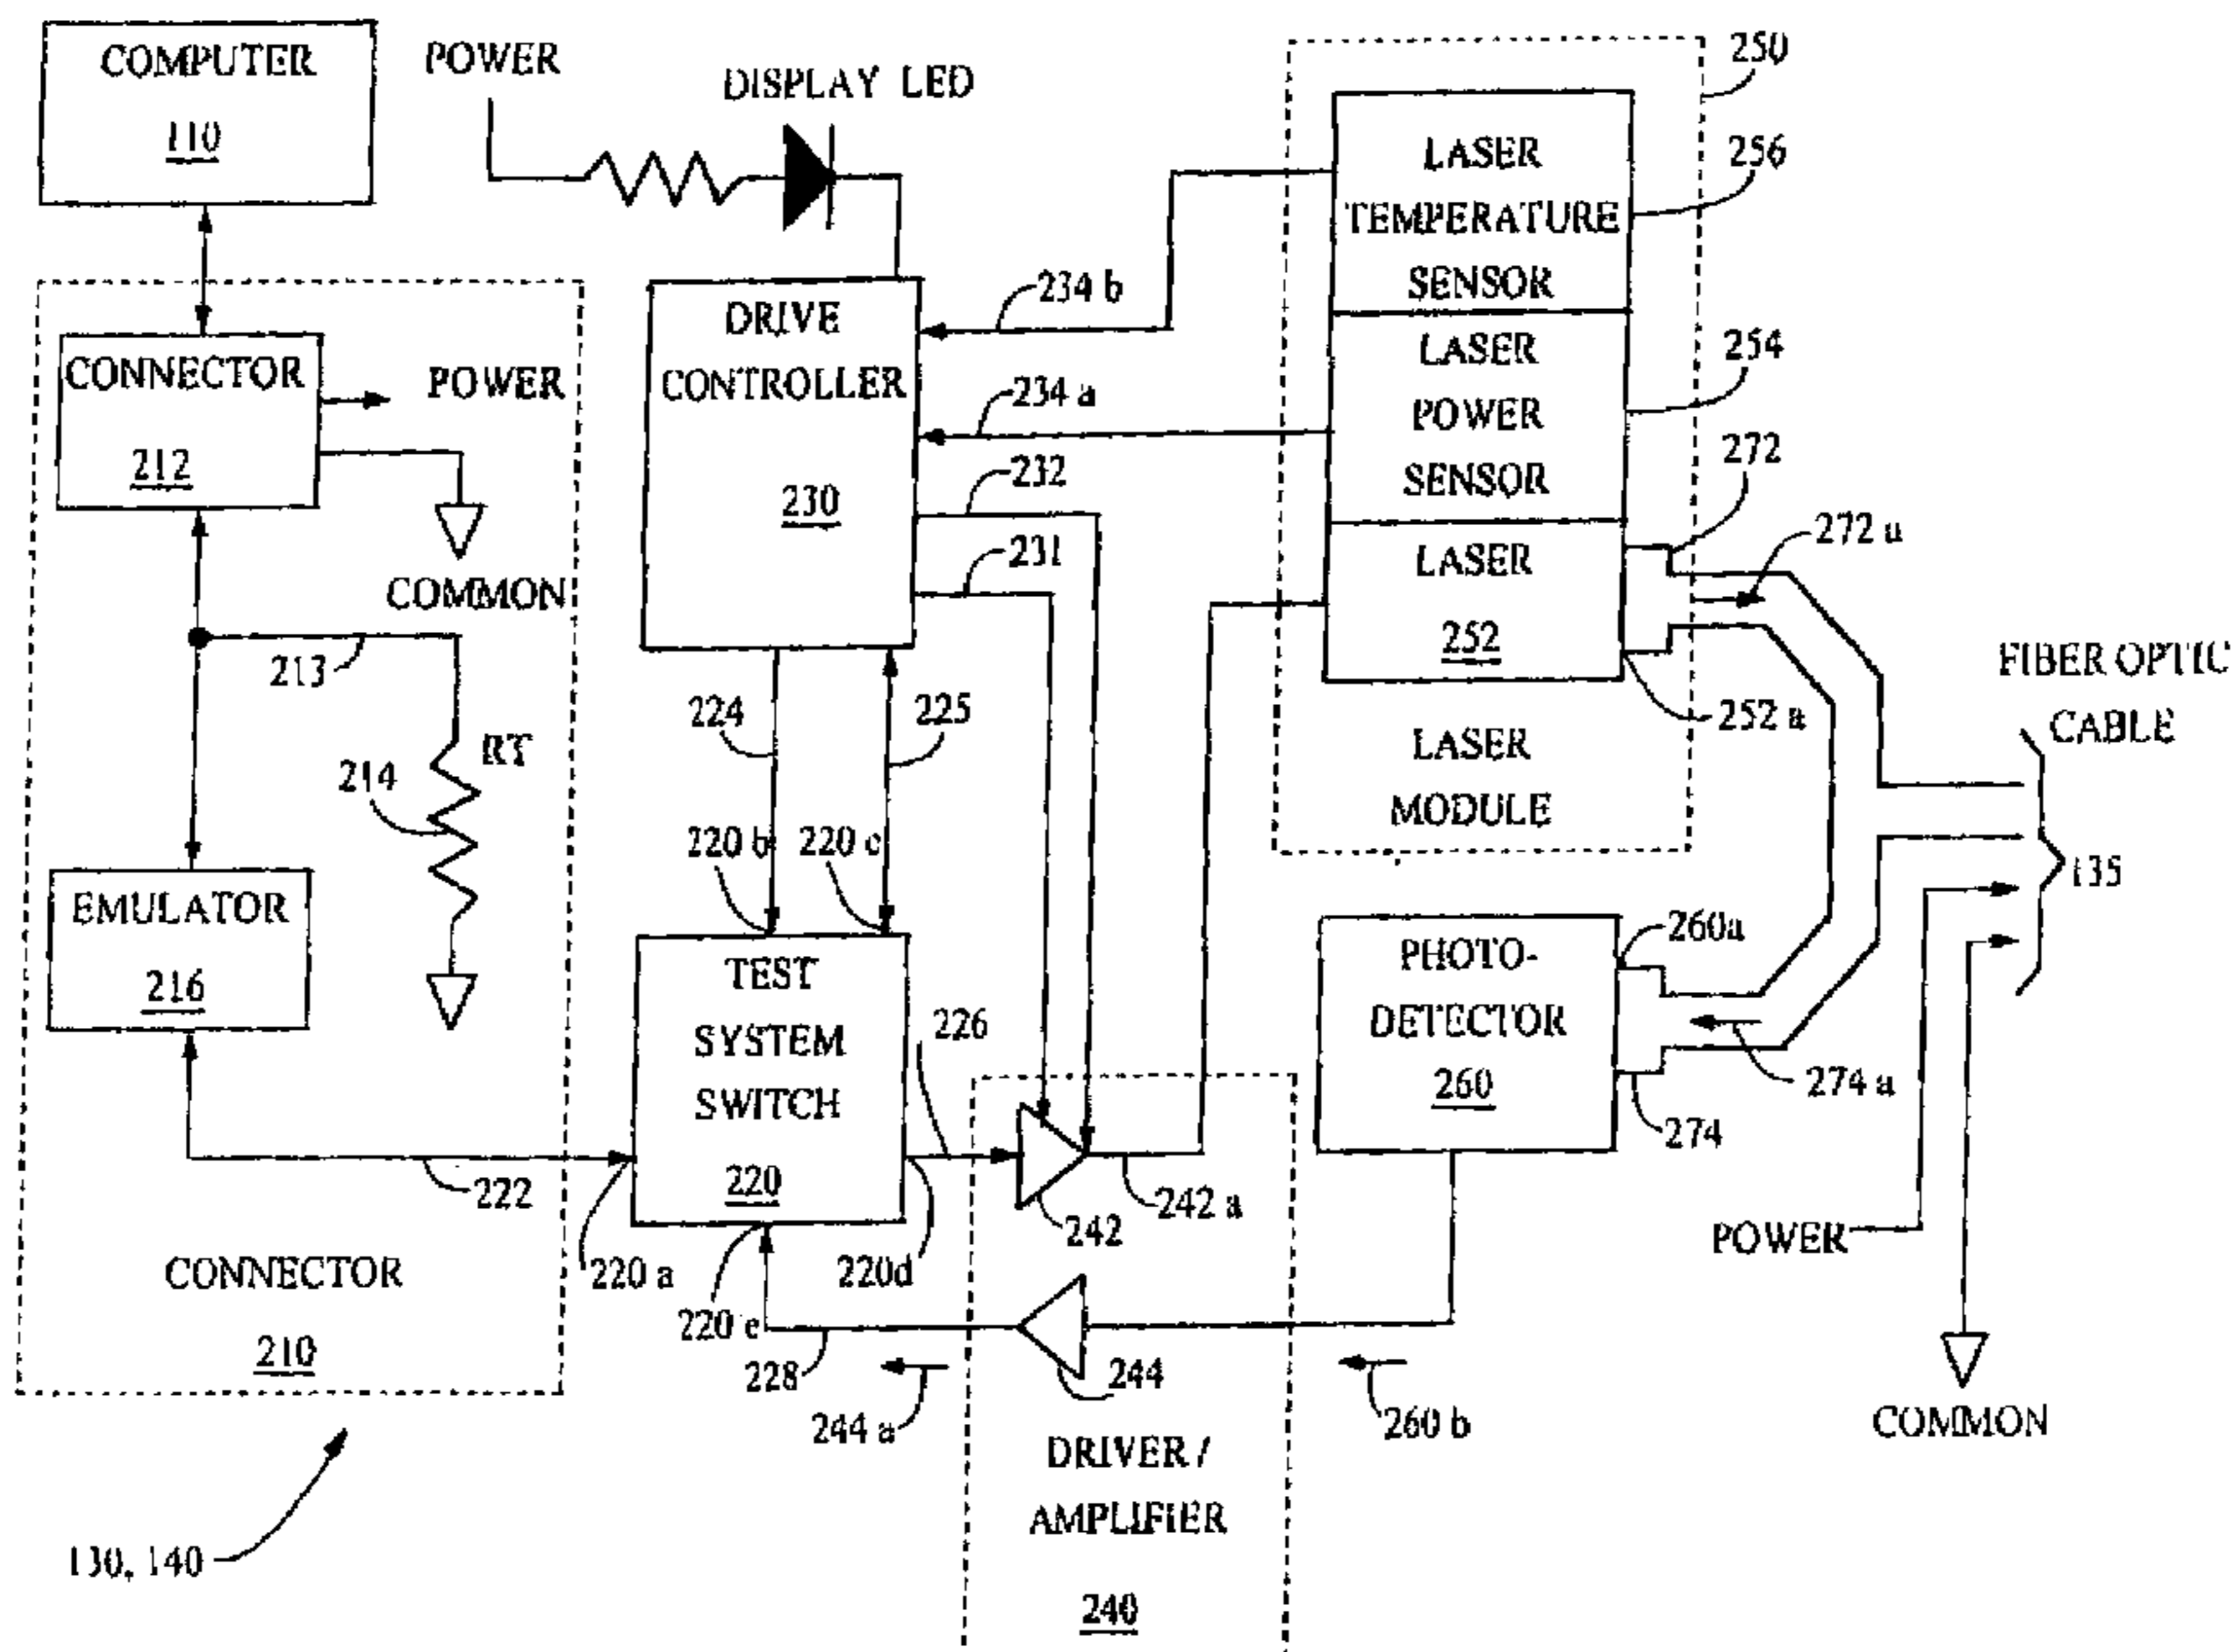 COMPUTER
110
POWER
DISPLAY LED
250
LASER
TEMPERATURE
SENSOR
256
234 b
DRIVE
CONTROLLER
230
CONNECTOR
212
POWER
COMMON
234 a
232
231
LASER
POWER
SENSOR
254
272
272 a
LASER
252
252 a
LASER
MODULE
FIBER OPTIC
CABLE
135
213
RT
214
224
225
220 b
220 c
EMULATOR
216
TEST
SYSTEM
SWITCH
220
226
PHOTO-
DETECTOR
260
260a
274 a
274
222
220 a
220d
220 e
242
242 a
POWER
CONNECTOR
210
228
244 a
244
260 b
COMMON
DRIVER /
AMPLIFIER
240
130, 140